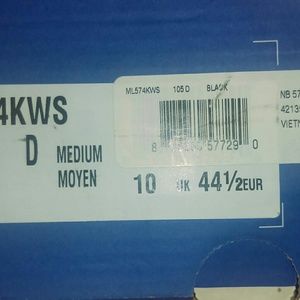 ML574KWS 105 D BLACK
NB 57
4213
VIETN
4KWS
D MEDIUM
MOYEN
57729 0
10 UK 44 1/2 EUR